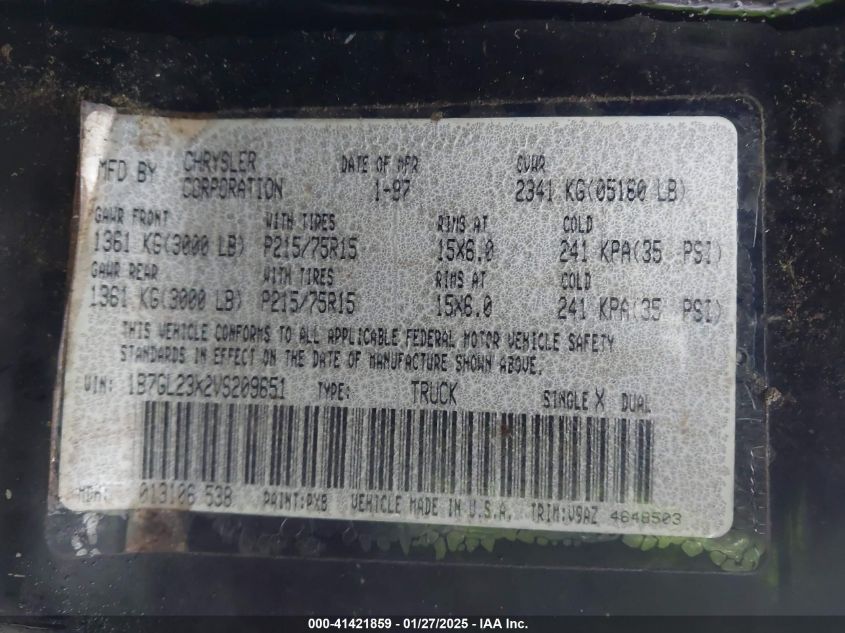 MFD BY CHRYSLER CORPORATION DATE OF MFR 1-97 GVWR 2341 KG(05160 LB)
GAWR FRONT WITH TIRES RIMS AT COLD
1361 KG(3000 LB) P215/75R15 15X6.0 241 KPA(35 PSI)
GAWR REAR WITH TIRES RIMS AT COLD
1361 KG(3000 LB) P215/75R15 15X6.0 241 KPA(35 PSI)
THIS VEHICLE CONFORMS TO ALL APPLICABLE FEDERAL MOTOR VEHICLE SAFETY
STANDARDS IN EFFECT ON THE DATE OF MANUFACTURE SHOWN ABOVE.
VIN: 1B7GL23X2VS209651 TYPE: TRUCK SINGLE X DUAL
MDH: 013106 538 PAINT:PX8 VEHICLE MADE IN U.S.A. TRIM:V9AZ 4648503
000-41421859 / 01/27/2025 / IAA Inc.